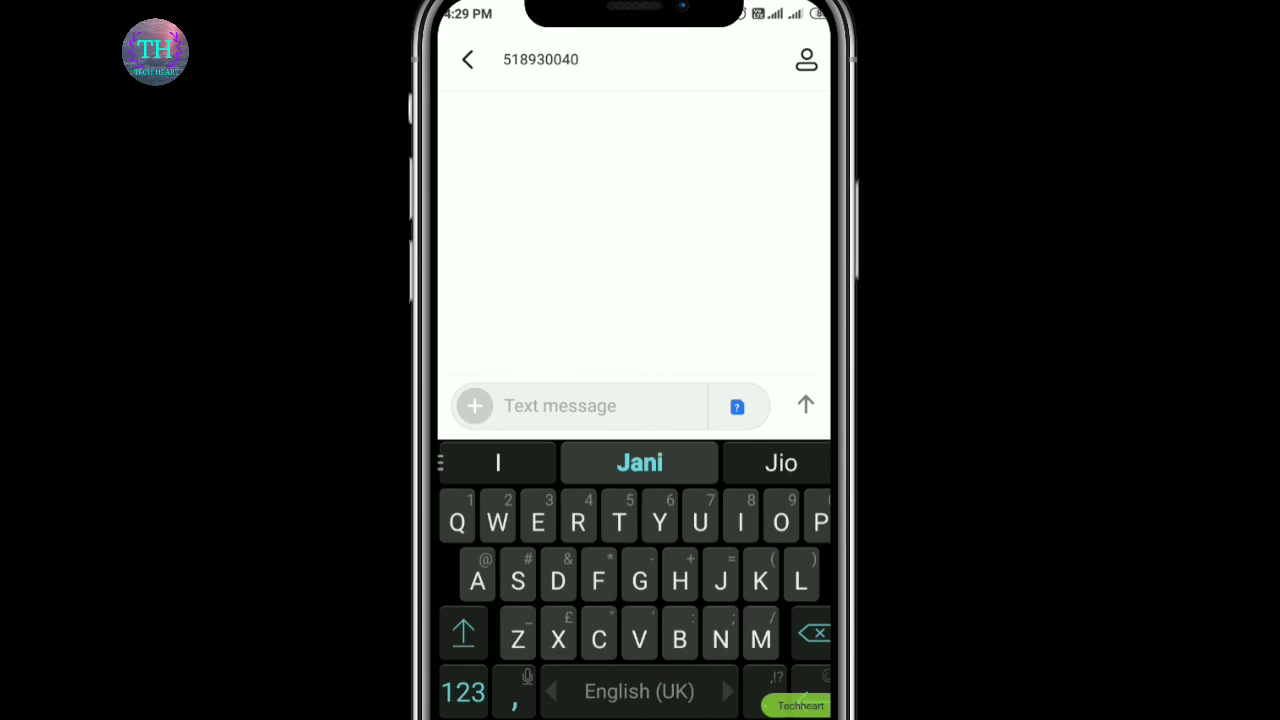 TH
TECH HEART
4:29 PM
518930040
Text message
I Jani Jio
1 2 3 4 5 6 7 8 9
Q W E R T Y U I O P
@ # & * - + = ( )
A S D F G H J K L
_ £ " ' : ; /
Z X C V B N M
123 , English (UK) ,!?
Techheart